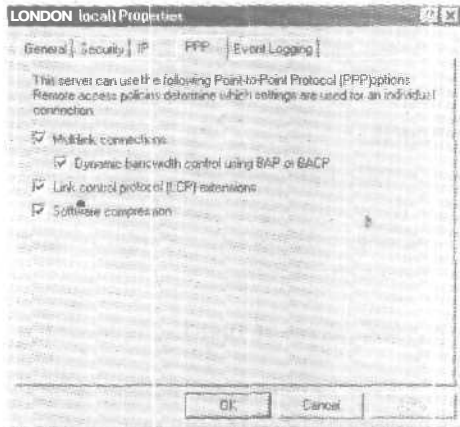 LONDON local) Properties
General Security IP PPP Event Logging
This server can use the following Point-to-Point Protocol (PPP) options
Remote access policies determine which settings are used for an individual
connection
Multilink connections
Dynamic bandwidth control using BAP or BACP
Link control protocol (LCP) extensions
Software compression
OK Cancel